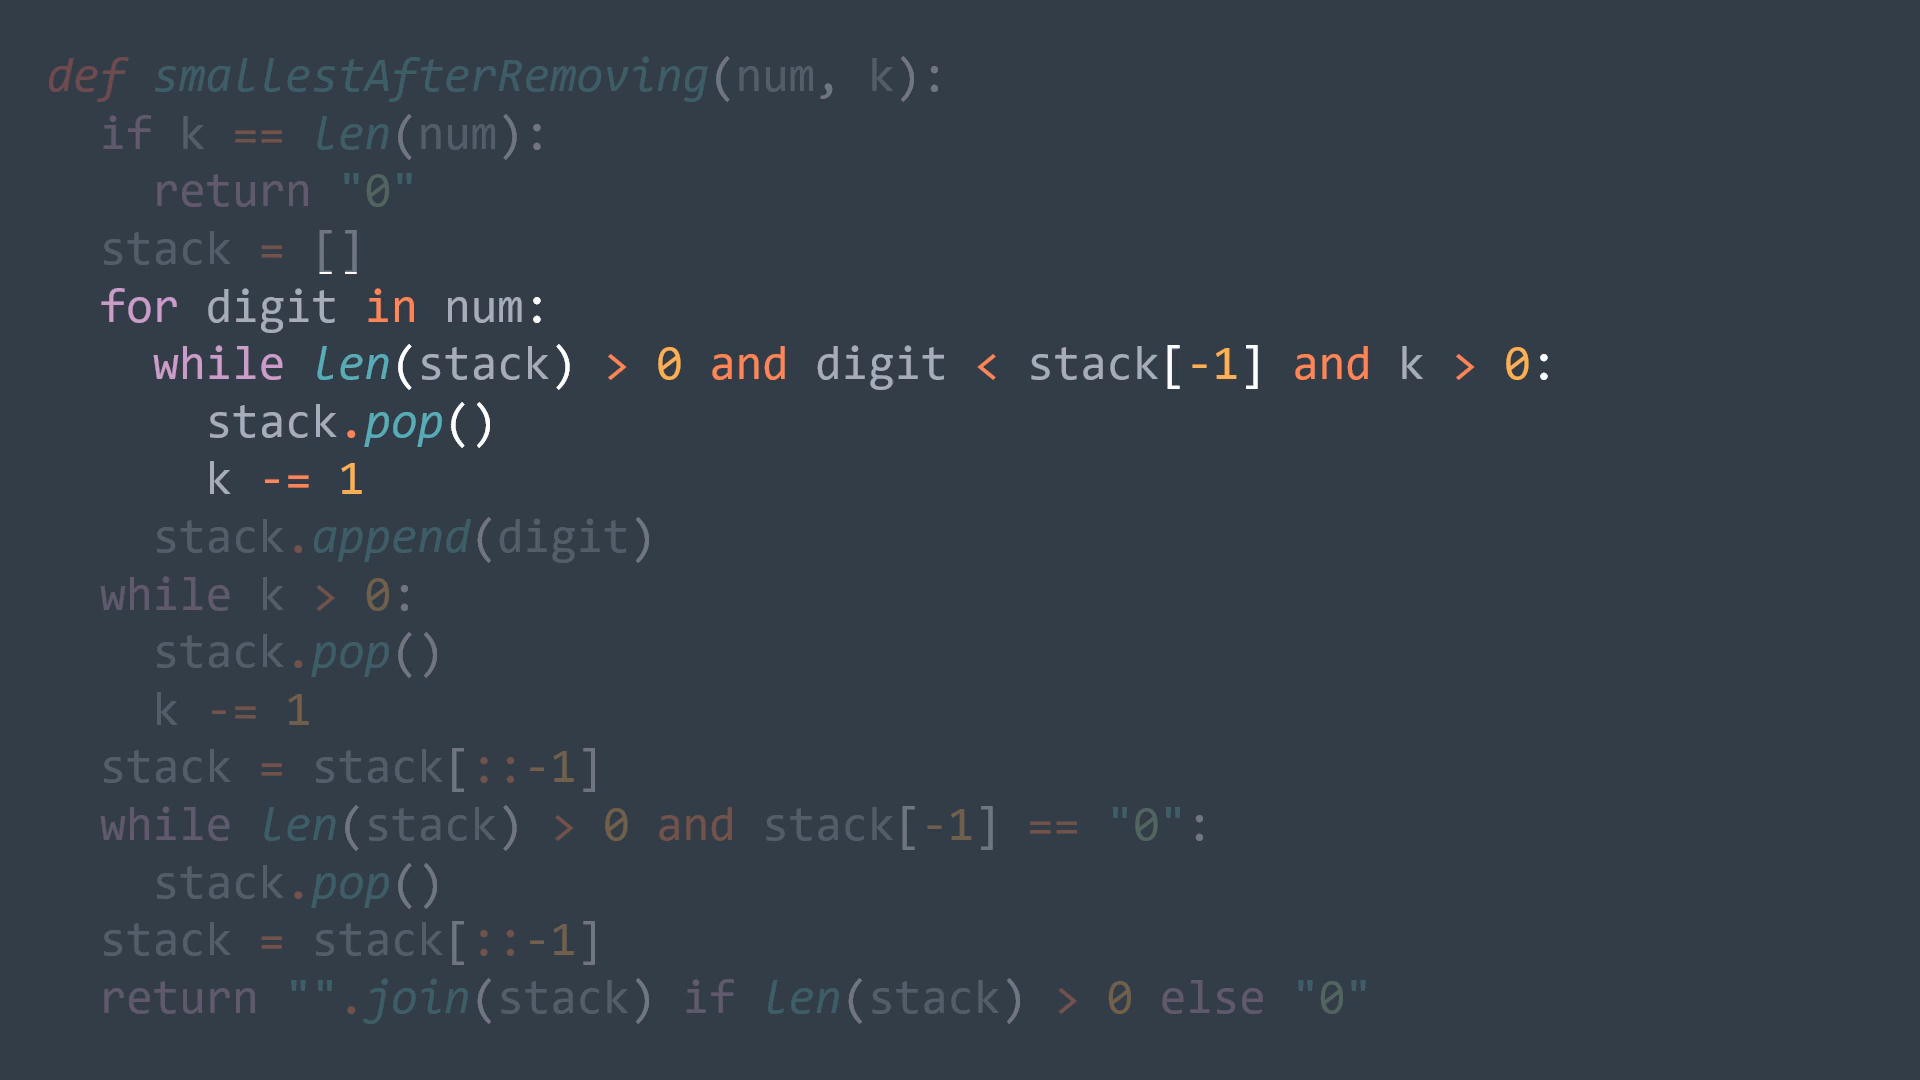 def smallestAfterRemoving(num, k):
  if k == len(num):
    return "0"
  stack = []
  for digit in num:
    while len(stack) > 0 and digit < stack[-1] and k > 0:
      stack.pop()
      k -= 1
    stack.append(digit)
  while k > 0:
    stack.pop()
    k -= 1
  stack = stack[::-1]
  while len(stack) > 0 and stack[-1] == "0":
    stack.pop()
  stack = stack[::-1]
  return "".join(stack) if len(stack) > 0 else "0"